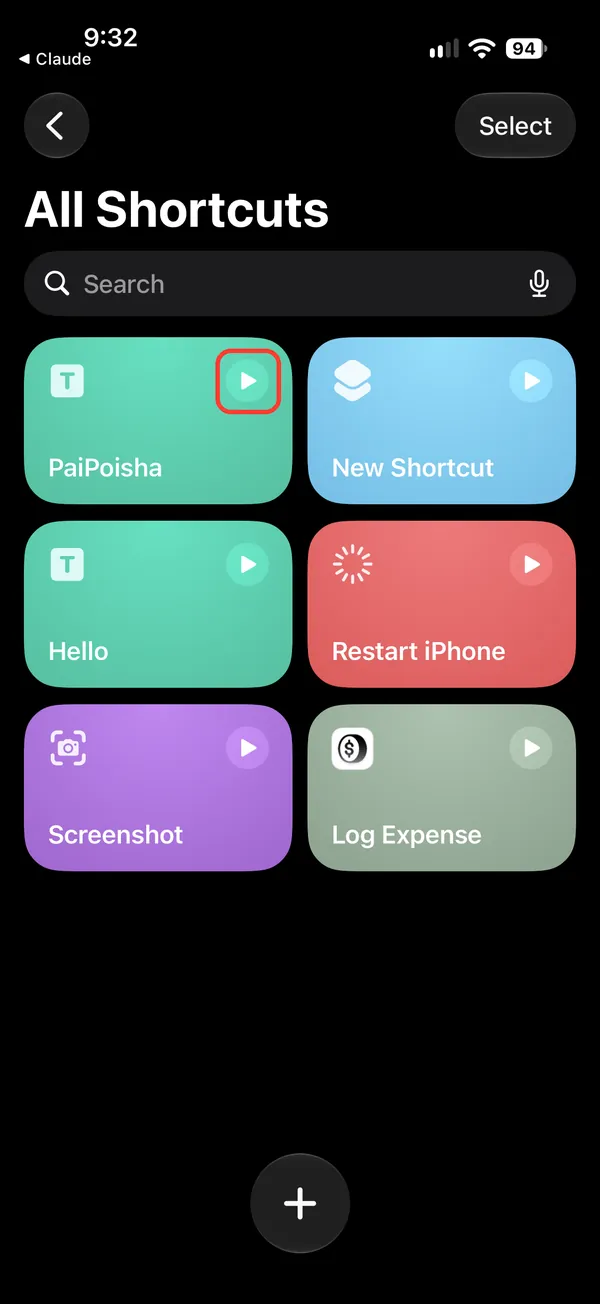 9:32
◀ Claude
94
Select
All Shortcuts
Search
T
PaiPoisha
New Shortcut
T
Hello
Restart iPhone
Screenshot
$
Log Expense